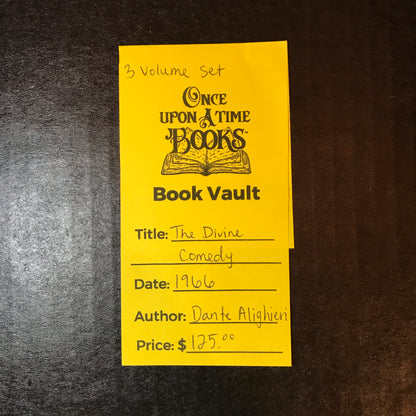 3 Volume Set
ONCE
UPON A TIME
BOOKS™
Book Vault
Title: The Divine
Comedy
Date: 1966
Author: Dante Alighieri
Price: $ 125.00